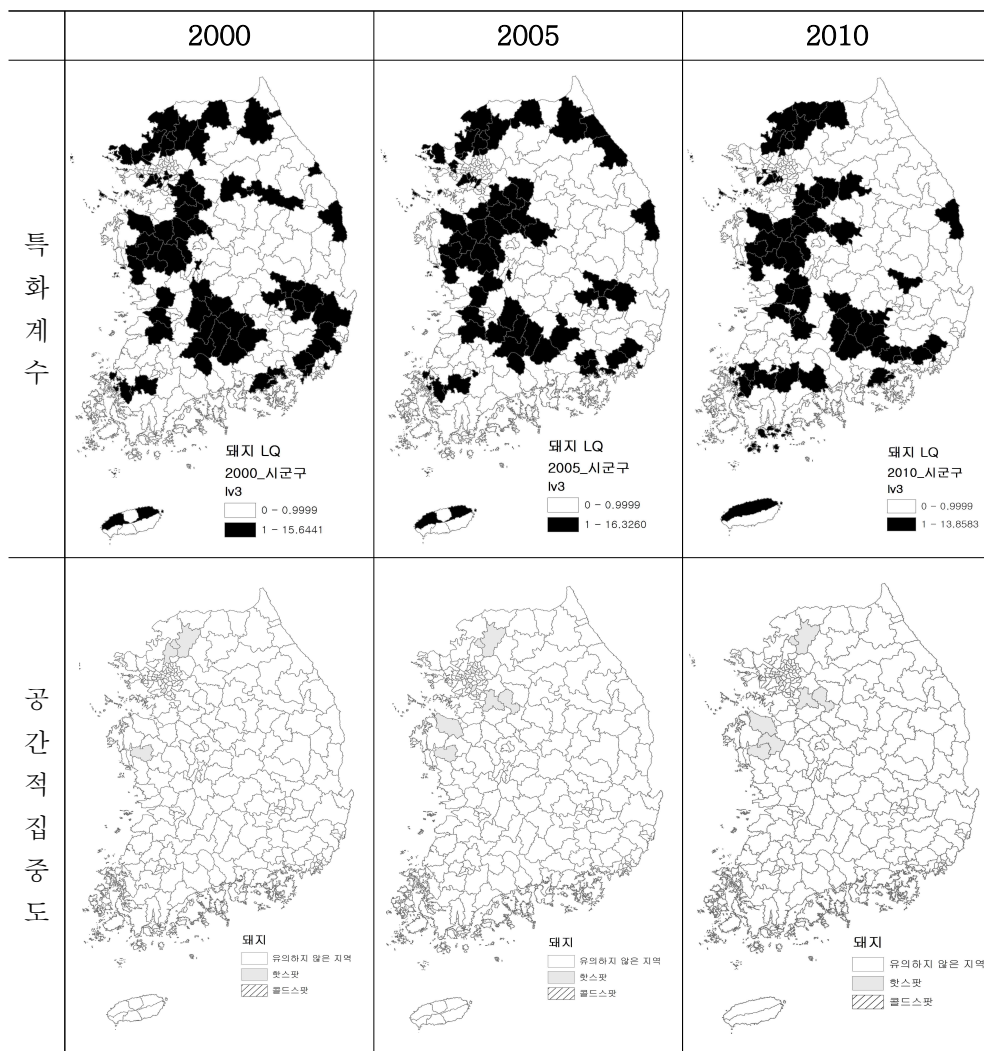 2000
2005
2010
특화계수
돼지 LQ
2000_시군구
lv3
0 - 0.9999
1 - 15.6441
돼지 LQ
2005_시군구
lv3
0 - 0.9999
1 - 16.3260
돼지 LQ
2010_시군구
lv3
0 - 0.9999
1 - 13.8583
공간적집중도
돼지
유의하지 않은 지역
핫스팟
콜드스팟
돼지
유의하지 않은 지역
핫스팟
콜드스팟
돼지
유의하지 않은 지역
핫스팟
콜드스팟